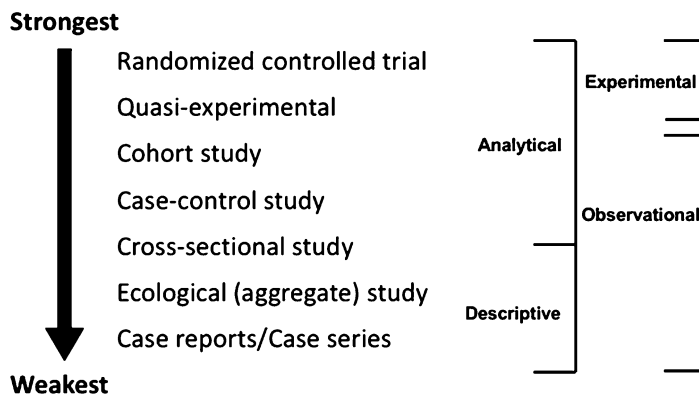 Strongest
Randomized controlled trial
Quasi-experimental
Cohort study
Case-control study
Cross-sectional study
Ecological (aggregate) study
Case reports/Case series
Weakest
Analytical
Descriptive
Experimental
Observational